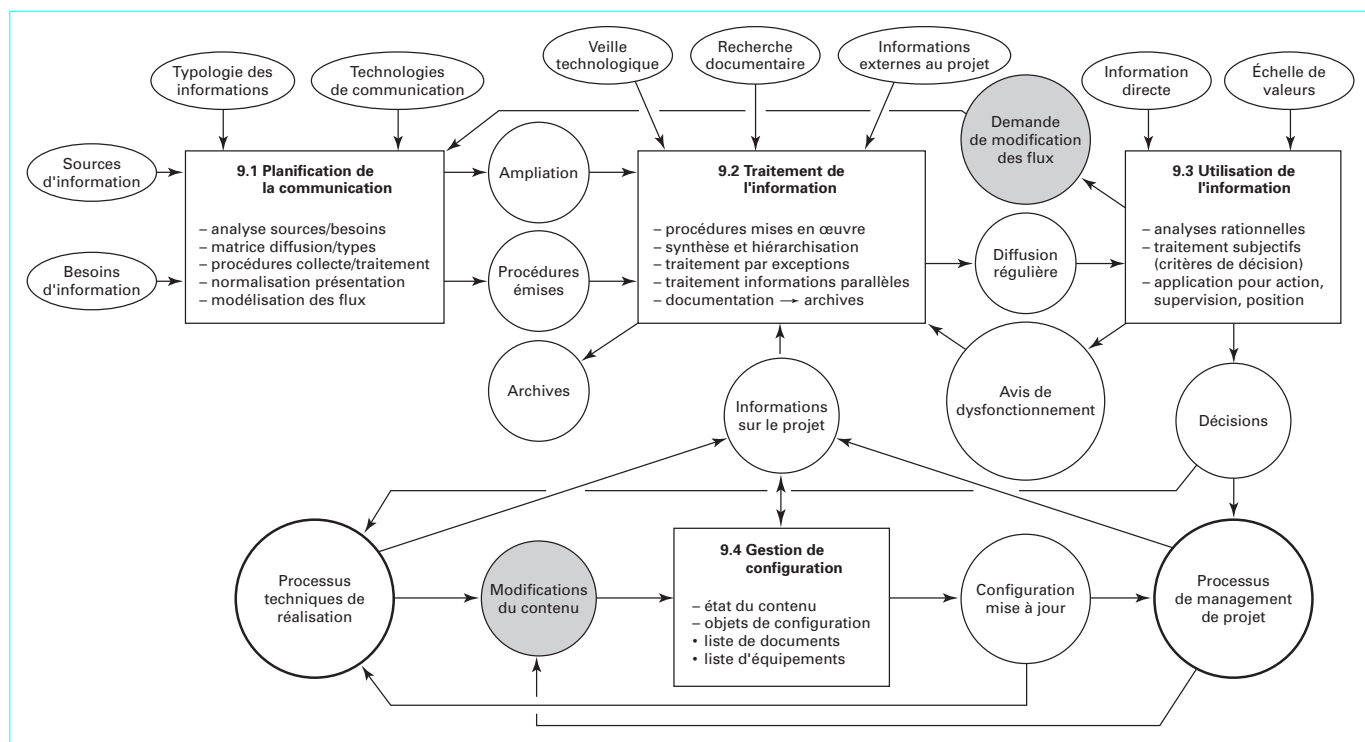 Typologie des
informations
Technologies
de communication
Veille
technologique
Recherche
documentaire
Informations
externes au projet
Information
directe
Échelle de
valeurs
Demande
de modification
des flux
Sources
d'information
Besoins
d'information
9.1 Planification de
la communication
– analyse sources/besoins
– matrice diffusion/types
– procédures collecte/traitement
– normalisation présentation
– modélisation des flux
Ampliation
Procédures
émises
Archives
9.2 Traitement de
l'information
– procédures mises en œuvre
– synthèse et hiérarchisation
– traitement par exceptions
– traitement informations parallèles
– documentation → archives
Diffusion
régulière
Avis de
dysfonctionnement
9.3 Utilisation de
l'information
– analyses rationnelles
– traitement subjectifs
(critères de décision)
– application pour action,
supervision, position
Informations
sur le projet
Décisions
Processus
techniques de
réalisation
Modifications
du contenu
9.4 Gestion de
configuration
– état du contenu
– objets de configuration
• liste de documents
• liste d'équipements
Configuration
mise à jour
Processus
de management
de projet